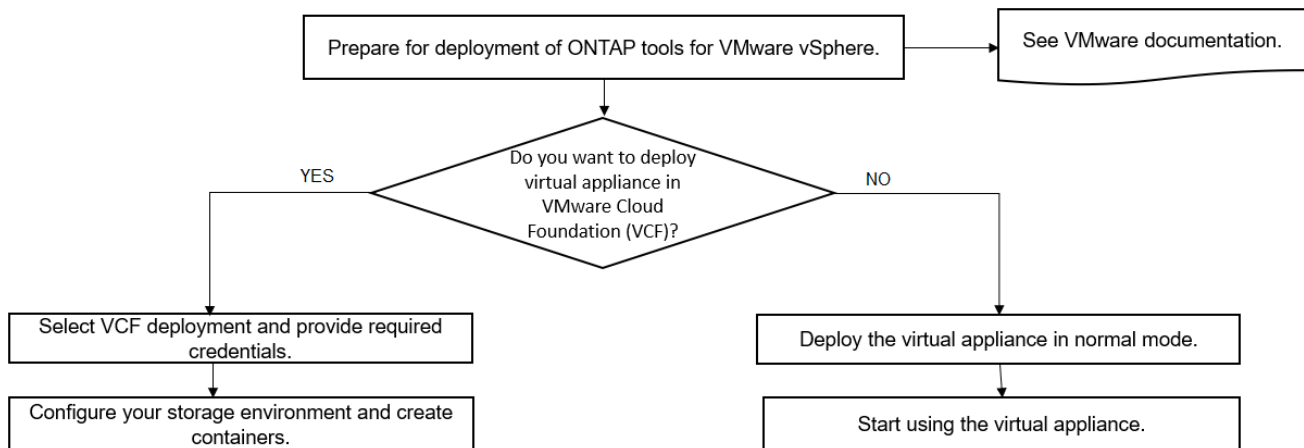 Prepare for deployment of ONTAP tools for VMware vSphere.
See VMware documentation.
Do you want to deploy
virtual appliance in
VMware Cloud
Foundation (VCF)?
YES
NO
Select VCF deployment and provide required
credentials.
Deploy the virtual appliance in normal mode.
Configure your storage environment and create
containers.
Start using the virtual appliance.